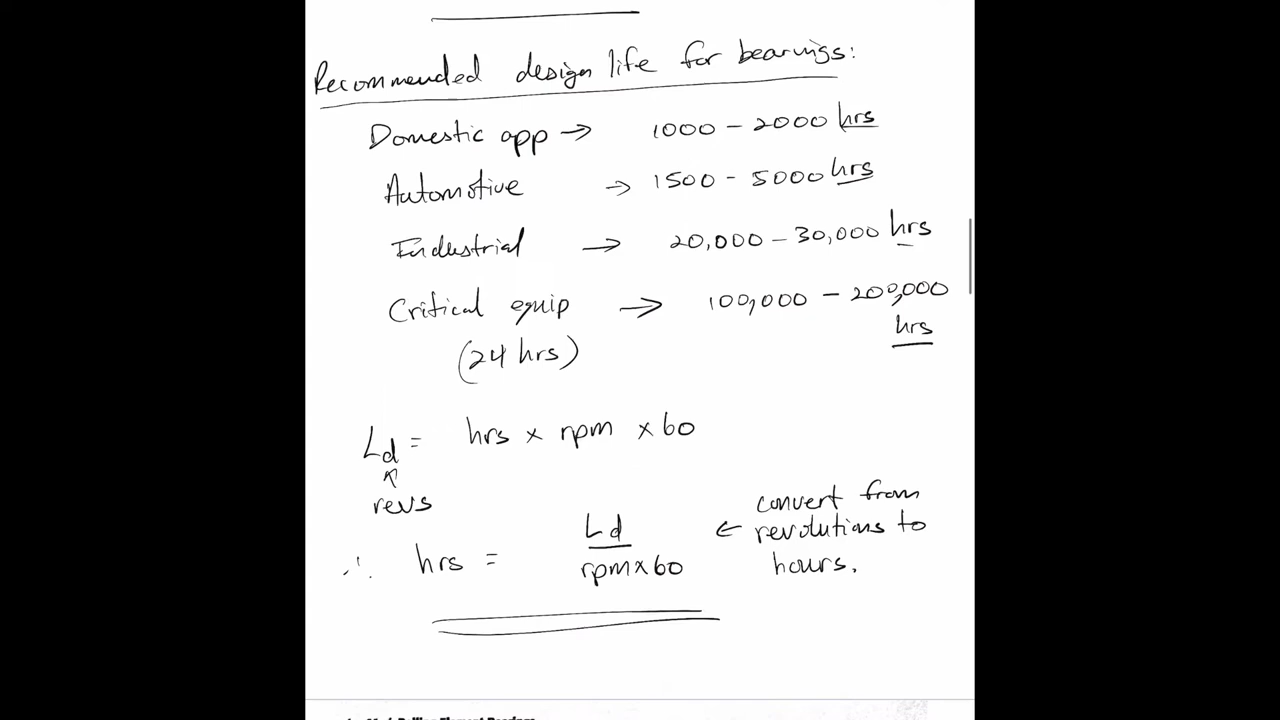 Recommended design life for bearings:
Domestic app → 1000 - 2000 hrs
Automotive → 1500 - 5000 hrs
Industrial → 20,000 - 30,000 hrs
Critical equip → 100,000 - 200,000
hrs
(24 hrs)
Ld = hrs × rpm × 60
↑
revs
∴ hrs = Ld / rpm × 60 ← convert from
revolutions to
hours.